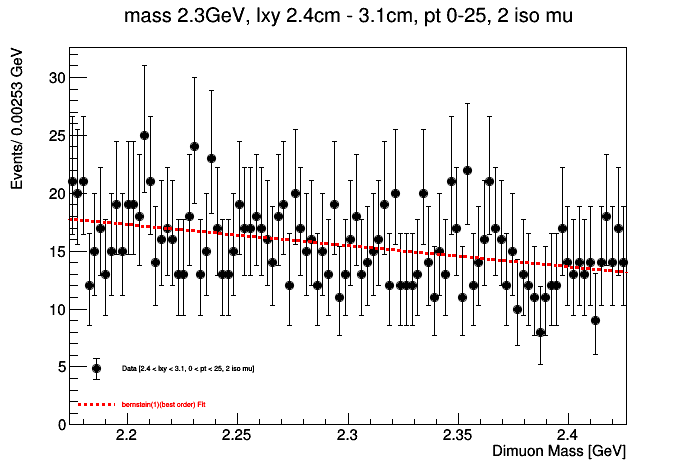 mass 2.3GeV, lxy 2.4cm - 3.1cm, pt 0-25, 2 iso mu
Events/ 0.00253 GeV
30
25
20
15
10
5
0
Data [2.4 < lxy < 3.1, 0 < pt < 25, 2 iso mu]
bernstein(1)(best order) Fit
2.2 2.25 2.3 2.35 2.4
Dimuon Mass [GeV]